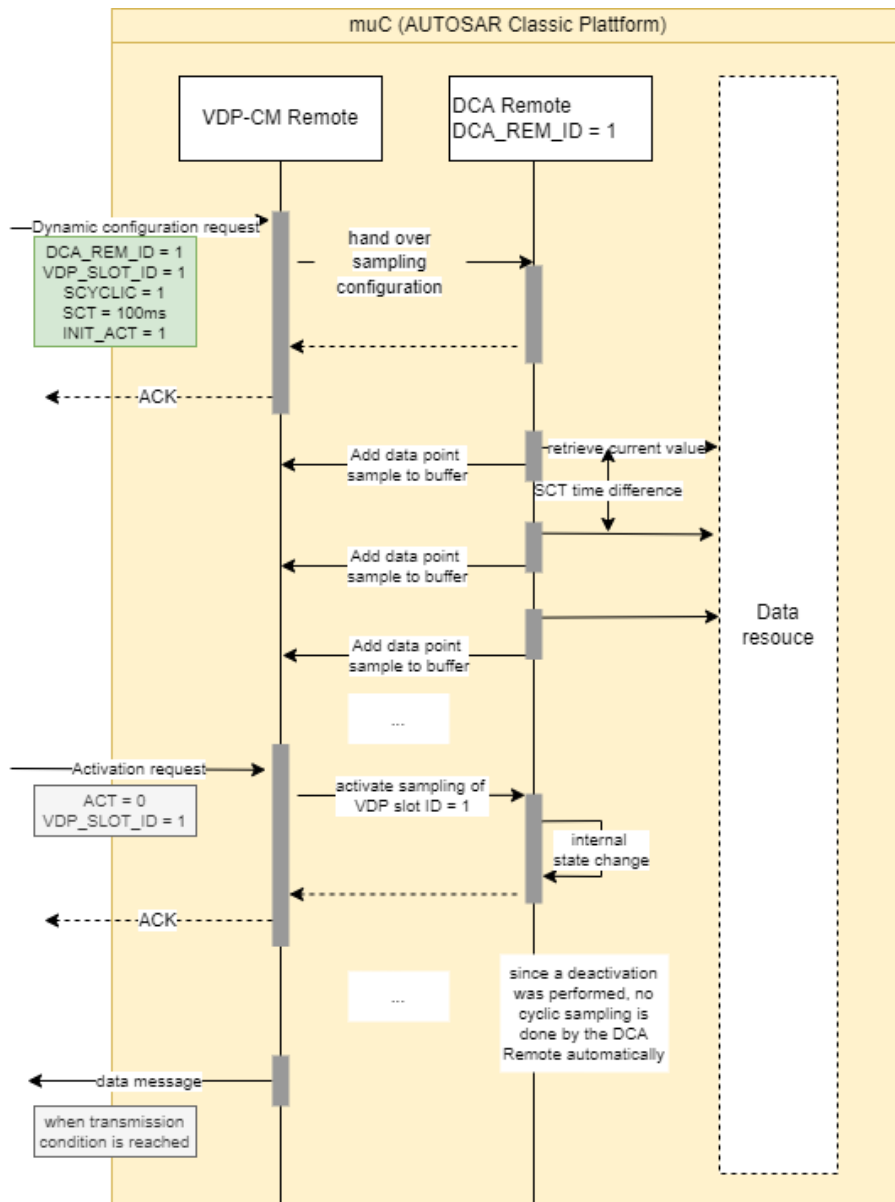 muC (AUTOSAR Classic Plattform)
VDP-CM Remote
DCA Remote
DCA_REM_ID = 1
Dynamic configuration request
DCA_REM_ID = 1
VDP_SLOT_ID = 1
SCYCLIC = 1
SCT = 100ms
INIT_ACT = 1
hand over
sampling
configuration
ACK
retrieve current value
Add data point
sample to buffer
SCT time difference
Add data point
sample to buffer
Data
resouce
Add data point
sample to buffer
...
Activation request
ACT = 0
VDP_SLOT_ID = 1
activate sampling of
VDP slot ID = 1
internal
state change
ACK
since a deactivation
was performed, no
cyclic sampling is
done by the DCA
Remote automatically
...
data message
when transmission
condition is reached